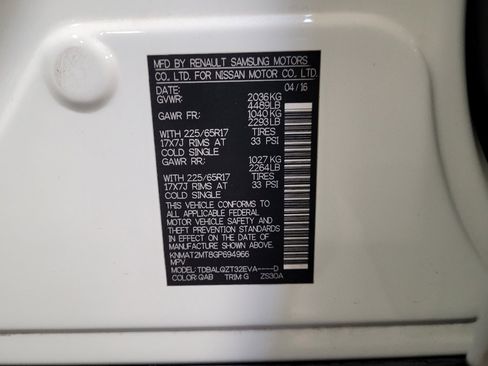 MFD BY RENAULT SAMSUNG MOTORS
CO., LTD. FOR NISSAN MOTOR CO., LTD.
DATE: 04/16
GVWR: 2036KG
4489LB
GAWR FR: 1040KG
2293LB
WITH 225/65R17 TIRES
17X7J RIMS AT 33 PSI
COLD SINGLE
GAWR RR: 1027KG
2264LB
WITH 225/65R17 TIRES
17X7J RIMS AT 33 PSI
COLD SINGLE
THIS VEHICLE CONFORMS TO
ALL APPLICABLE FEDERAL
MOTOR VEHICLE SAFETY AND
THEFT PREVENTION
STANDARDS IN EFFECT ON THE
DATE OF MANUFACTURE SHOWN ABOVE.
KNMAT2MT8GP694966
MPV
MODEL: TDBALQZT32EVA----D
COLOR: QAB TRIM: G ZS30A